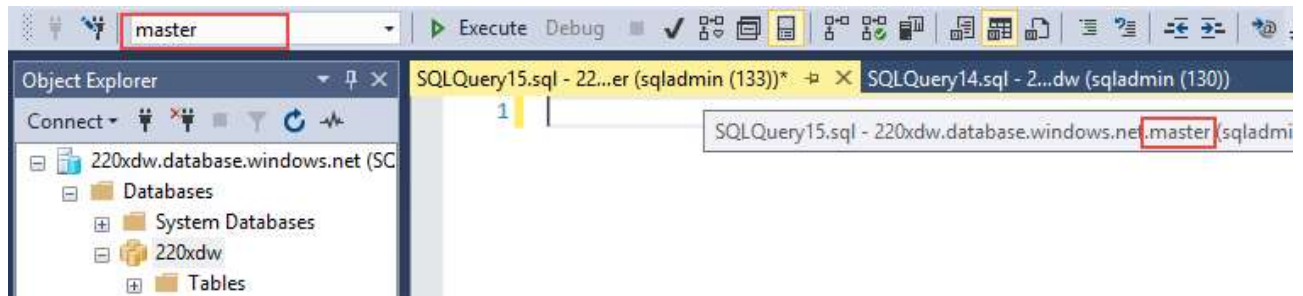 master
Execute Debug
Object Explorer
SQLQuery15.sql - 22...er (sqladmin (133))*
SQLQuery14.sql - 2...dw (sqladmin (130))
Connect
1
SQLQuery15.sql - 220xdw.database.windows.net.master (sqladmi
220xdw.database.windows.net (SC
Databases
System Databases
220xdw
Tables